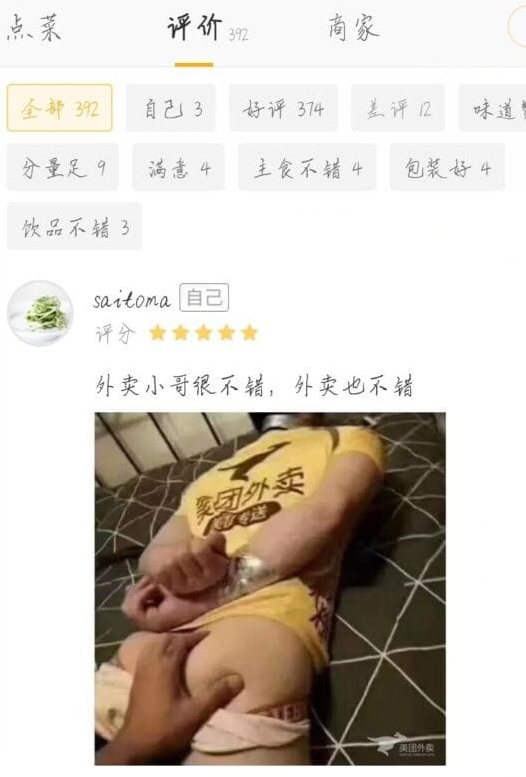 点菜 评价 392 商家
全部 392 自己 3 好评 374 差评 12 味道
分量足 9 满意 4 主食不错 4 包装好 4
饮品不错 3
saitoma 自己
评分
外卖小哥很不错，外卖也不错
美团外卖
专送
美团外卖